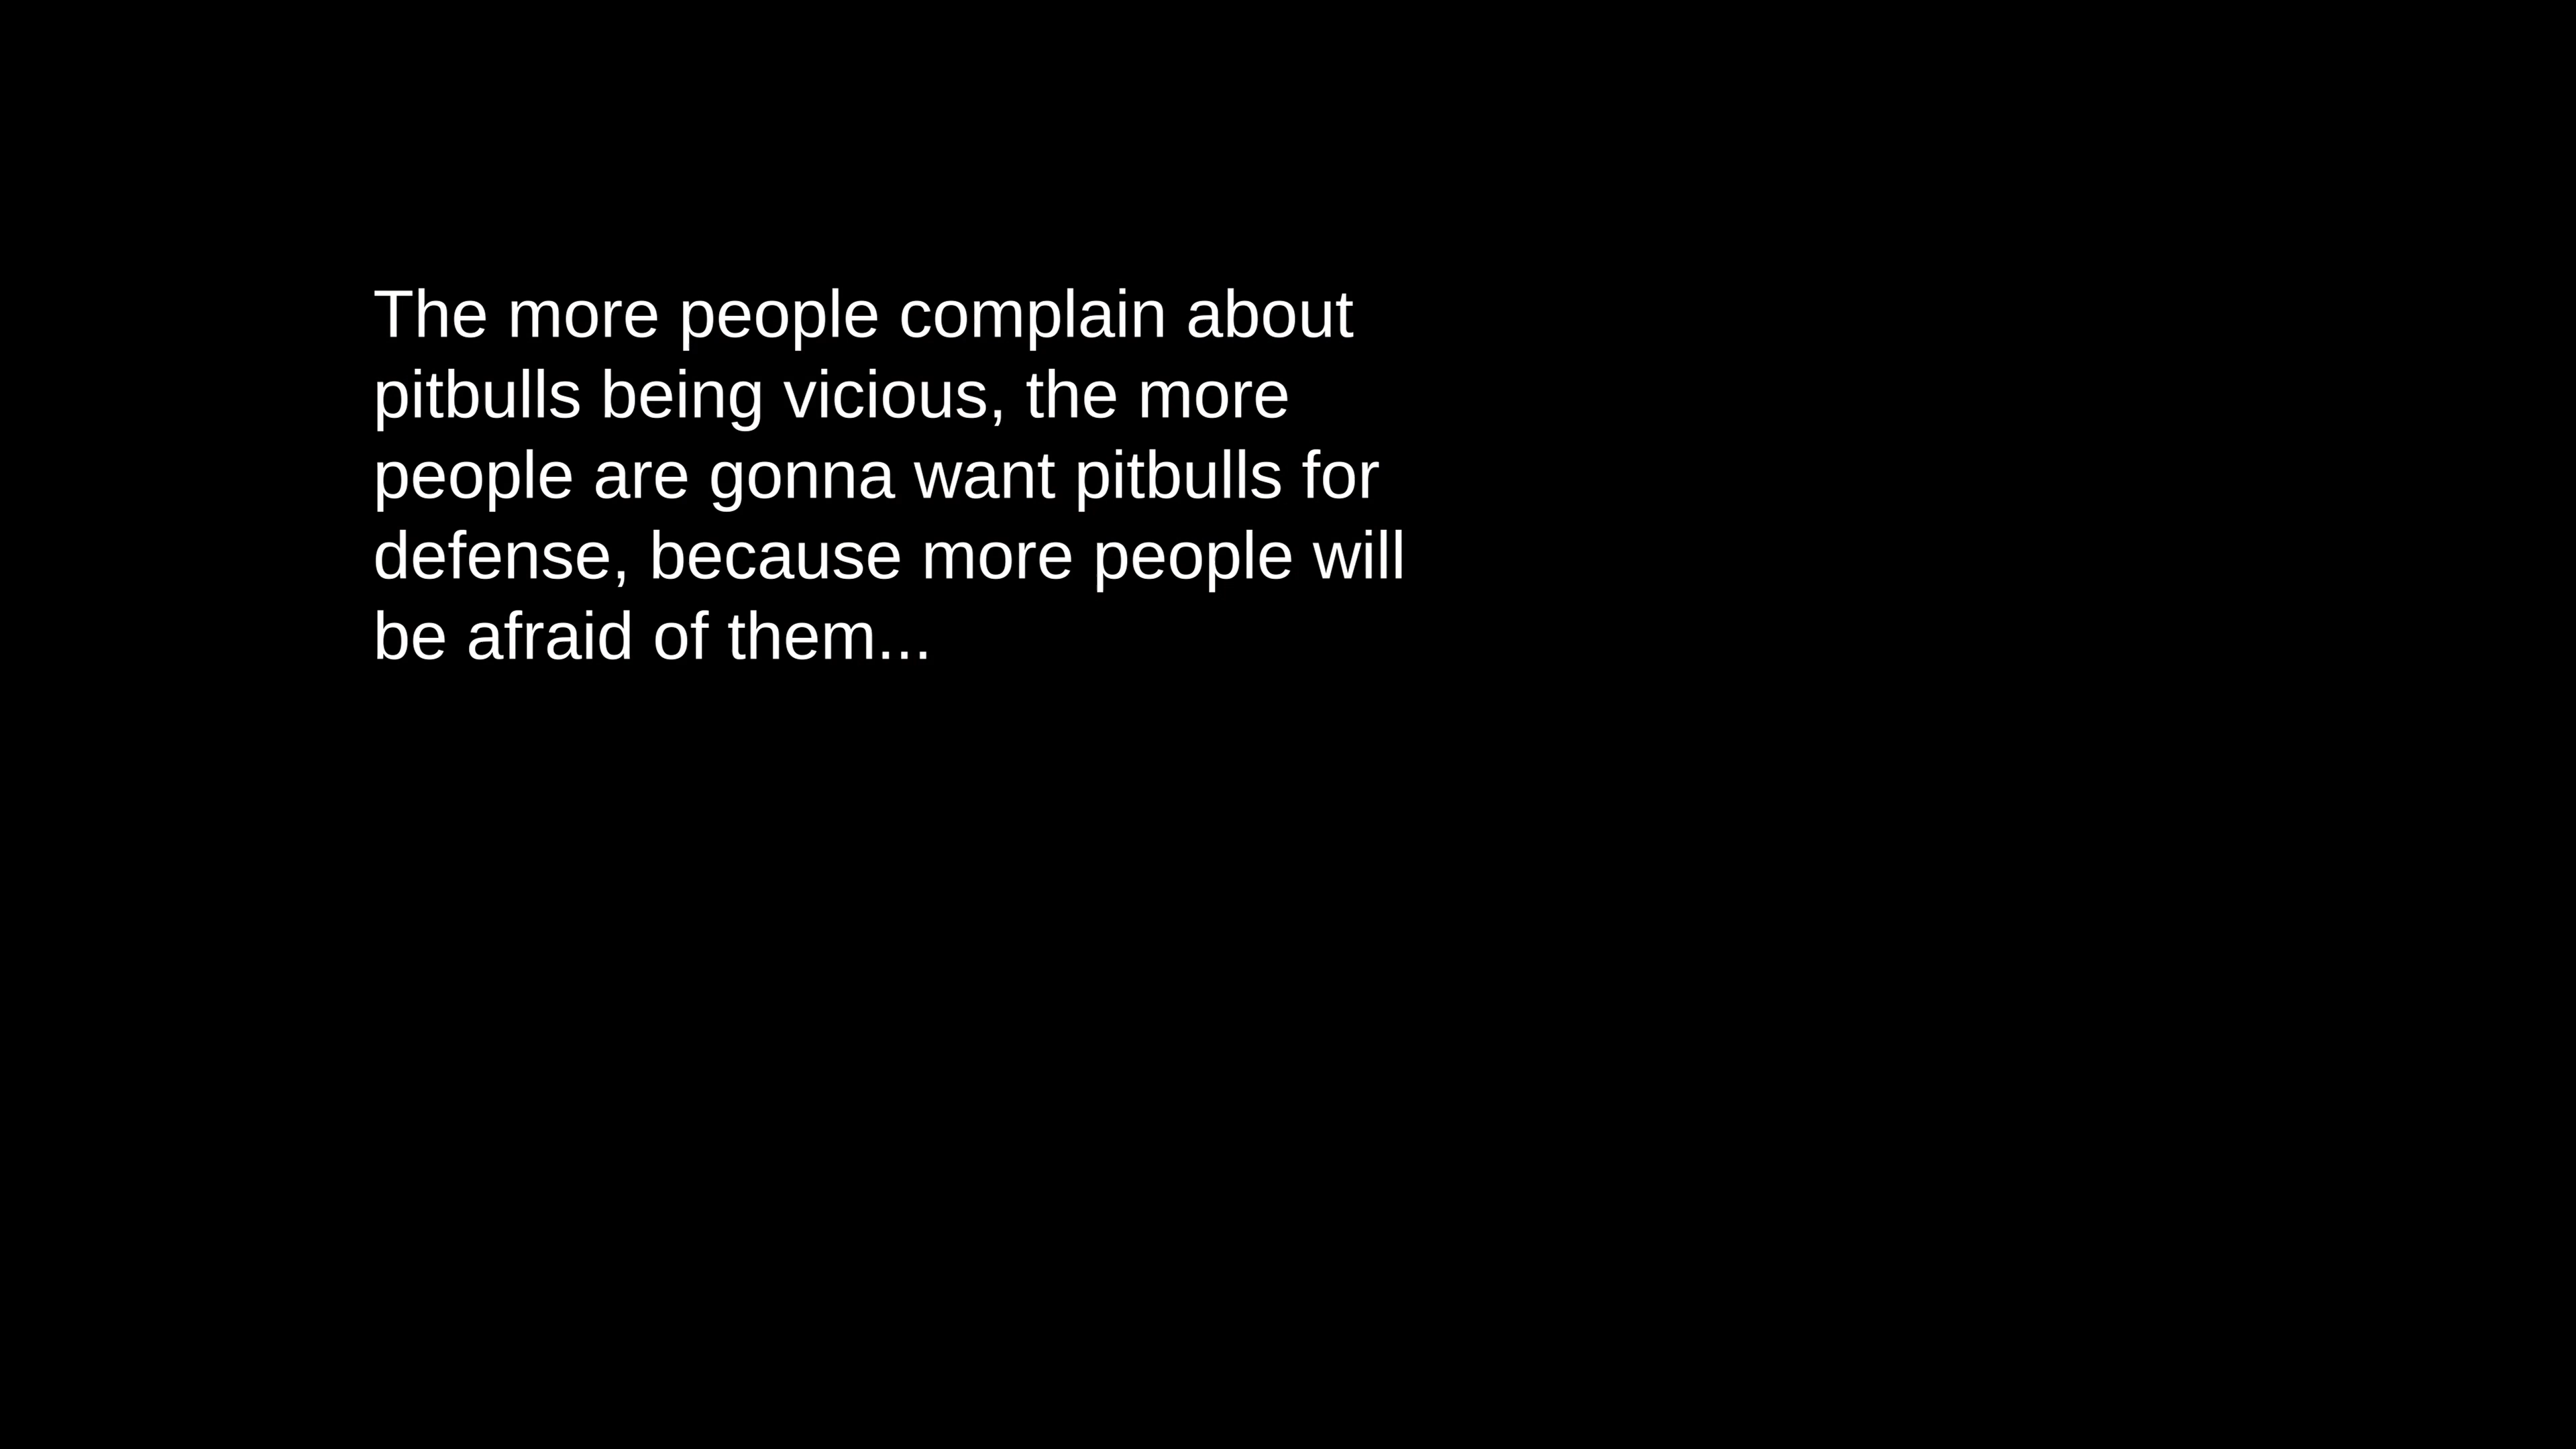 The more people complain about
pitbulls being vicious, the more
people are gonna want pitbulls for
defense, because more people will
be afraid of them...